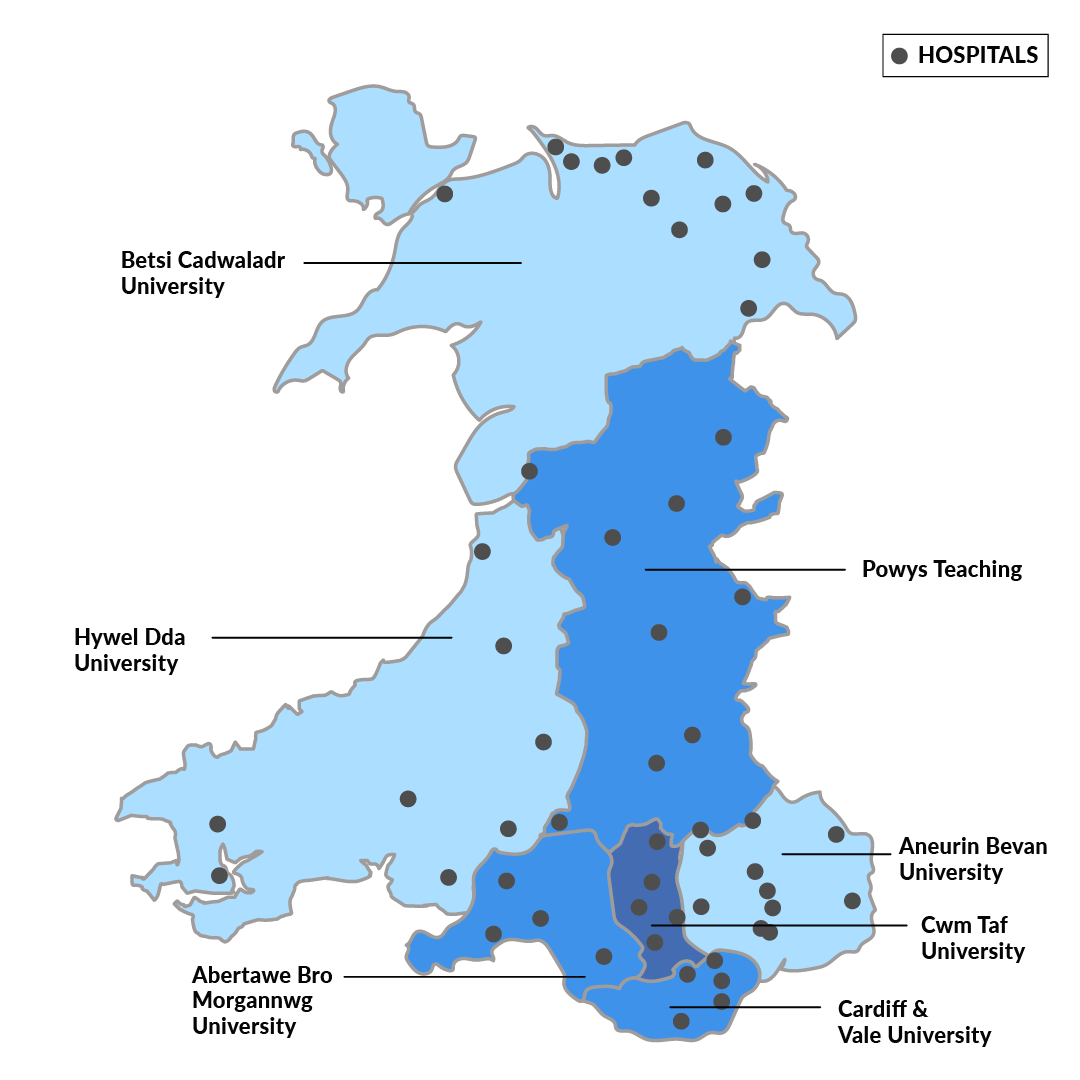 HOSPITALS
Betsi Cadwaladr
University
Powys Teaching
Hywel Dda
University
Aneurin Bevan
University
Cwm Taf
University
Abertawe Bro
Morgannwg
University
Cardiff &
Vale University